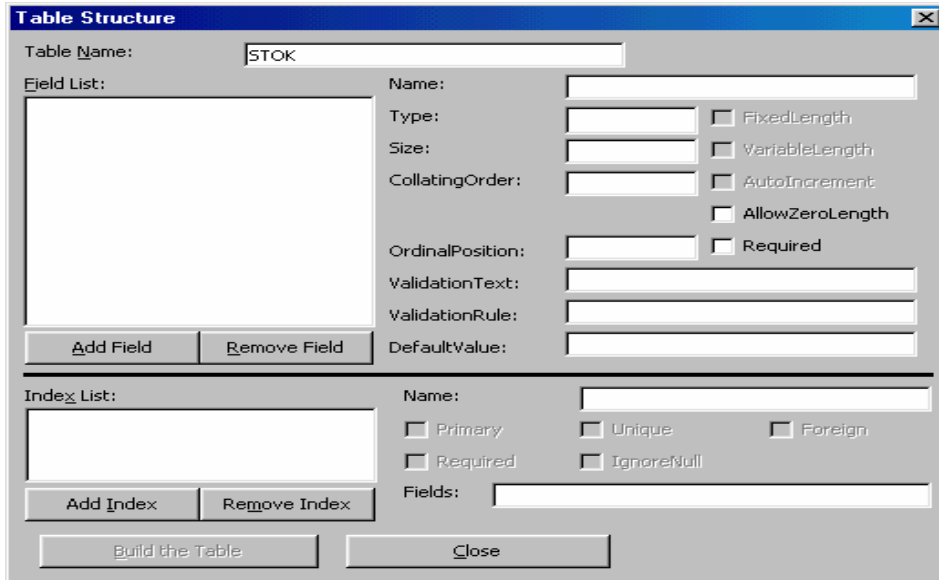 Table Structure
Table Name: STOK
Field List:
Name:
Type:
FixedLength
Size:
VariableLength
CollatingOrder:
AutoIncrement
AllowZeroLength
OrdinalPosition:
Required
ValidationText:
ValidationRule:
Add Field
Remove Field
DefaultValue:
Index List:
Name:
Primary
Unique
Foreign
Required
IgnoreNull
Add Index
Remove Index
Fields:
Build the Table
Close